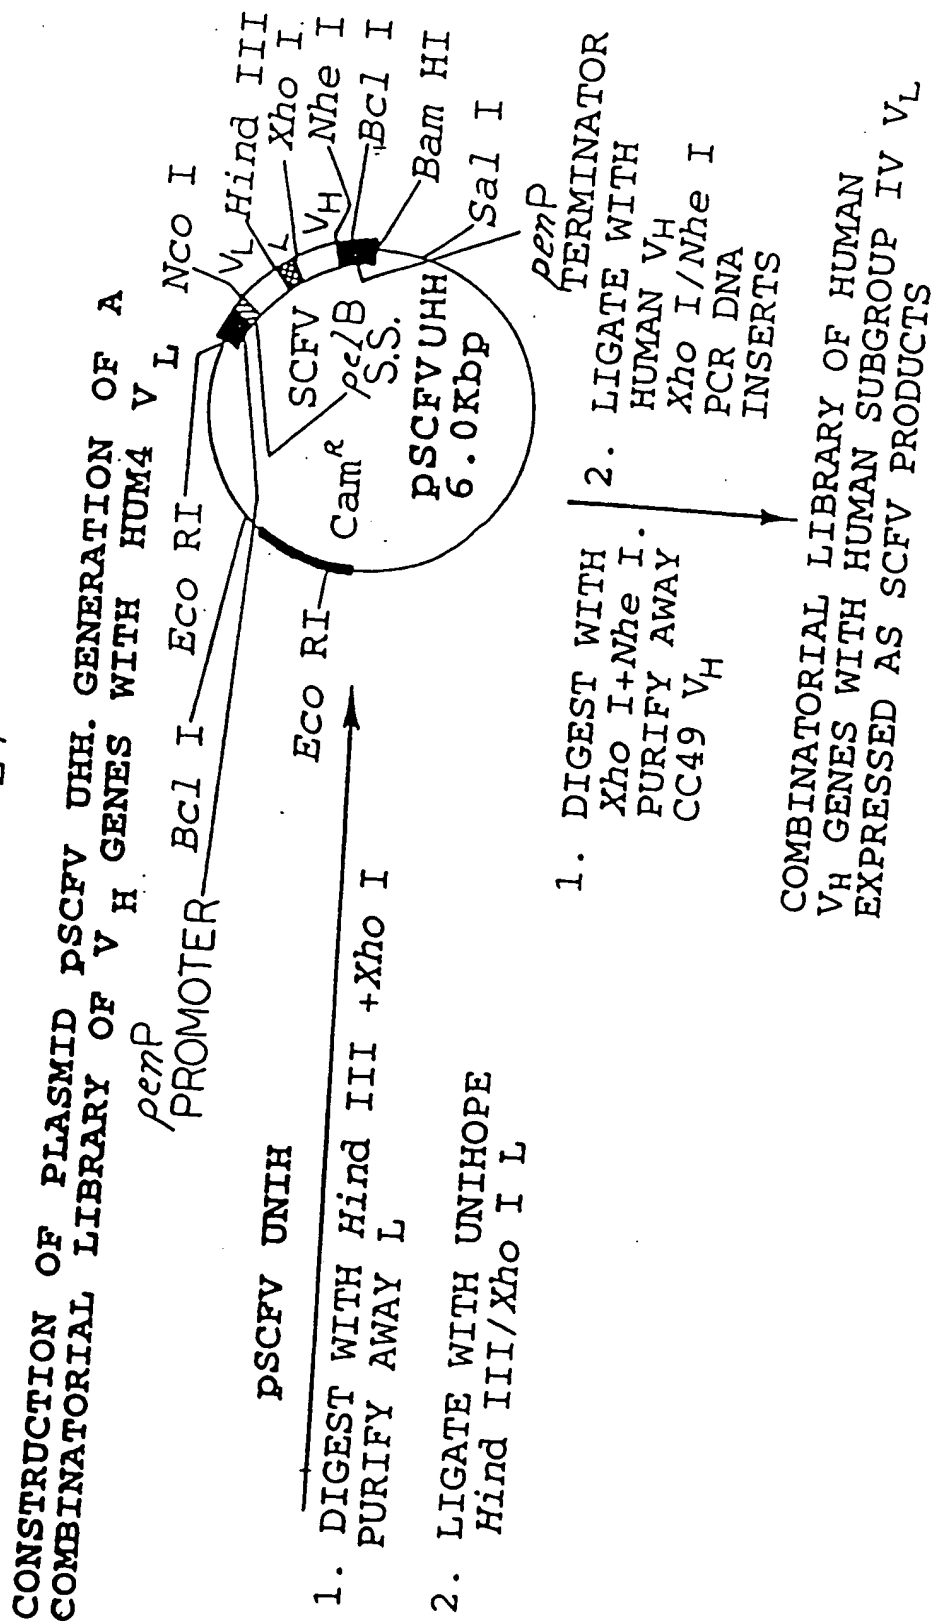 CONSTRUCTION OF PLASMID pSCFV UHH. GENERATION OF A
COMBINATORIAL LIBRARY OF V H GENES WITH HUM4 V L
penP
PROMOTER
Bcl I
Eco RI
Nco I
VL
Hind III
L
Xho I
VH
Nhe I
Bcl I
Bam HI
Sal I
penP
TERMINATOR
Eco RI
SCFV
pelB
S.S.
CamR
pSCFVUHH
6.0Kbp
pSCFV UNIH
1. DIGEST WITH Hind III +Xho I
PURIFY AWAY L
2. LIGATE WITH UNIHOPE
Hind III/Xho I L
1. DIGEST WITH
Xho I+Nhe I.
PURIFY AWAY
CC49 VH
2. LIGATE WITH
HUMAN VH
Xho I/Nhe I
PCR DNA
INSERTS
COMBINATORIAL LIBRARY OF HUMAN
VH GENES WITH HUMAN SUBGROUP IV VL
EXPRESSED AS SCFV PRODUCTS